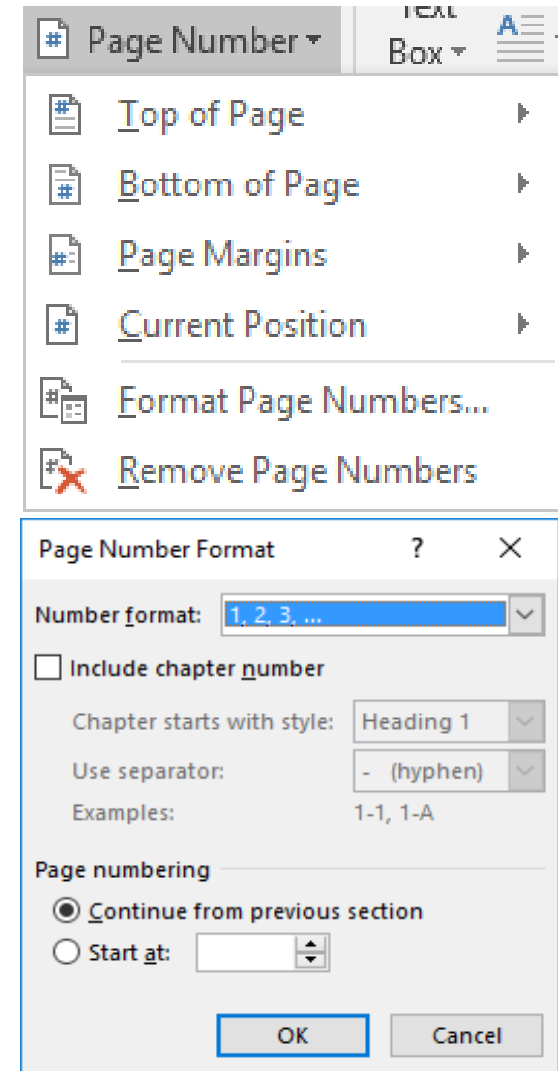 Page Number
Text
Box
A
Top of Page
Bottom of Page
Page Margins
Current Position
Format Page Numbers...
Remove Page Numbers
Page Number Format ? ×
Number format: 1, 2, 3, ...
Include chapter number
Chapter starts with style: Heading 1
Use separator: - (hyphen)
Examples: 1-1, 1-A
Page numbering
Continue from previous section
Start at:
OK Cancel